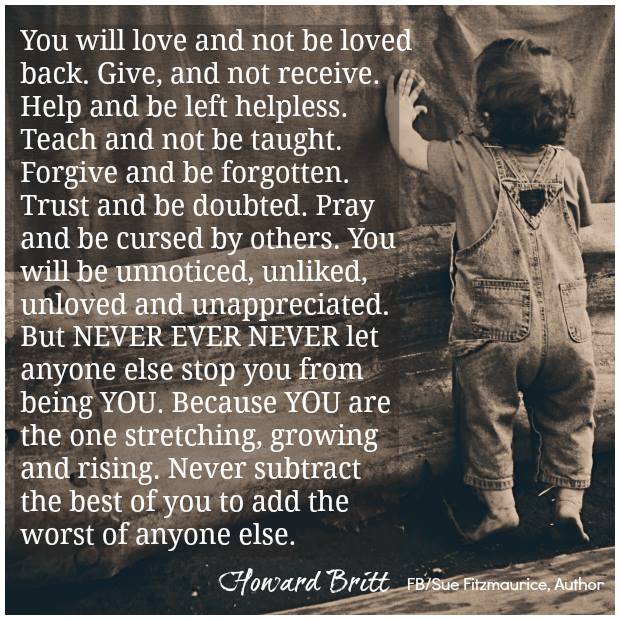 You will love and not be loved
back. Give, and not receive.
Help and be left helpless.
Teach and not be taught.
Forgive and be forgotten.
Trust and be doubted. Pray
and be cursed by others. You
will be unnoticed, unliked,
unloved and unappreciated.
But NEVER EVER NEVER let
anyone else stop you from
being YOU. Because YOU are
the one stretching, growing
and rising. Never subtract
the best of you to add the
worst of anyone else.
Howard Britt FB/Sue Fitzmaurice, Author